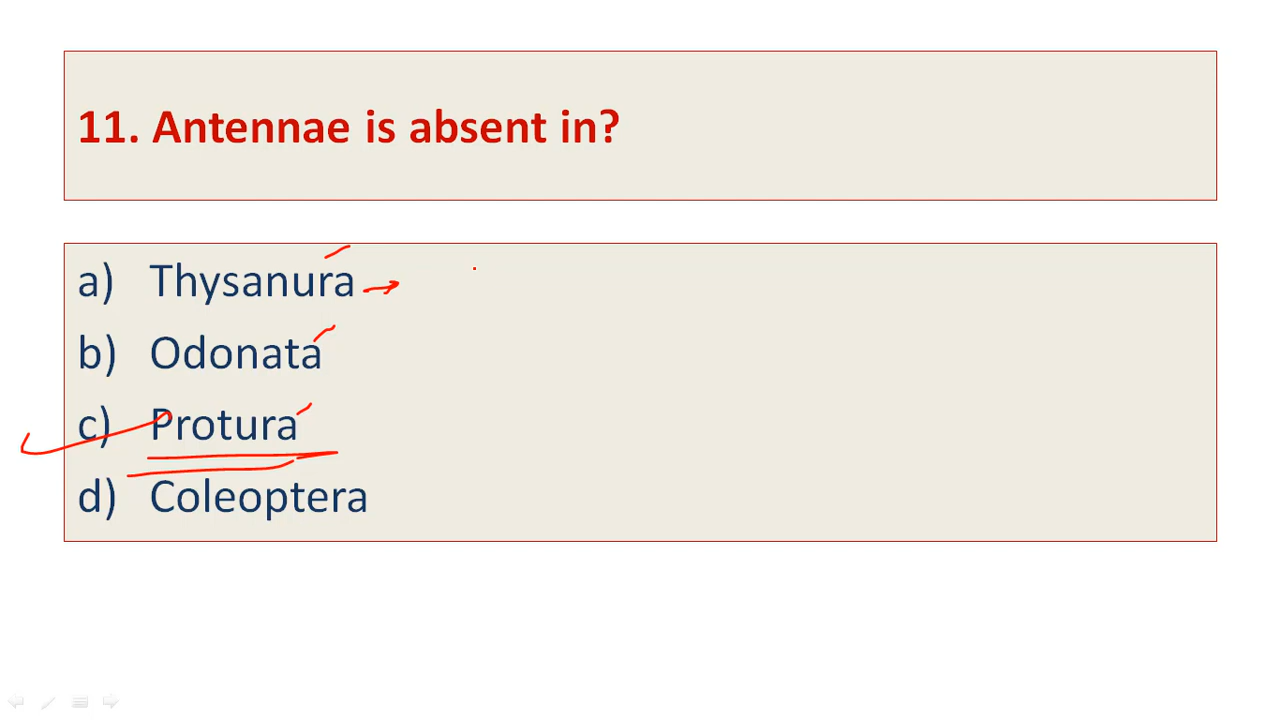 11. Antennae is absent in?
a) Thysanura
b) Odonata
c) Protura
d) Coleoptera